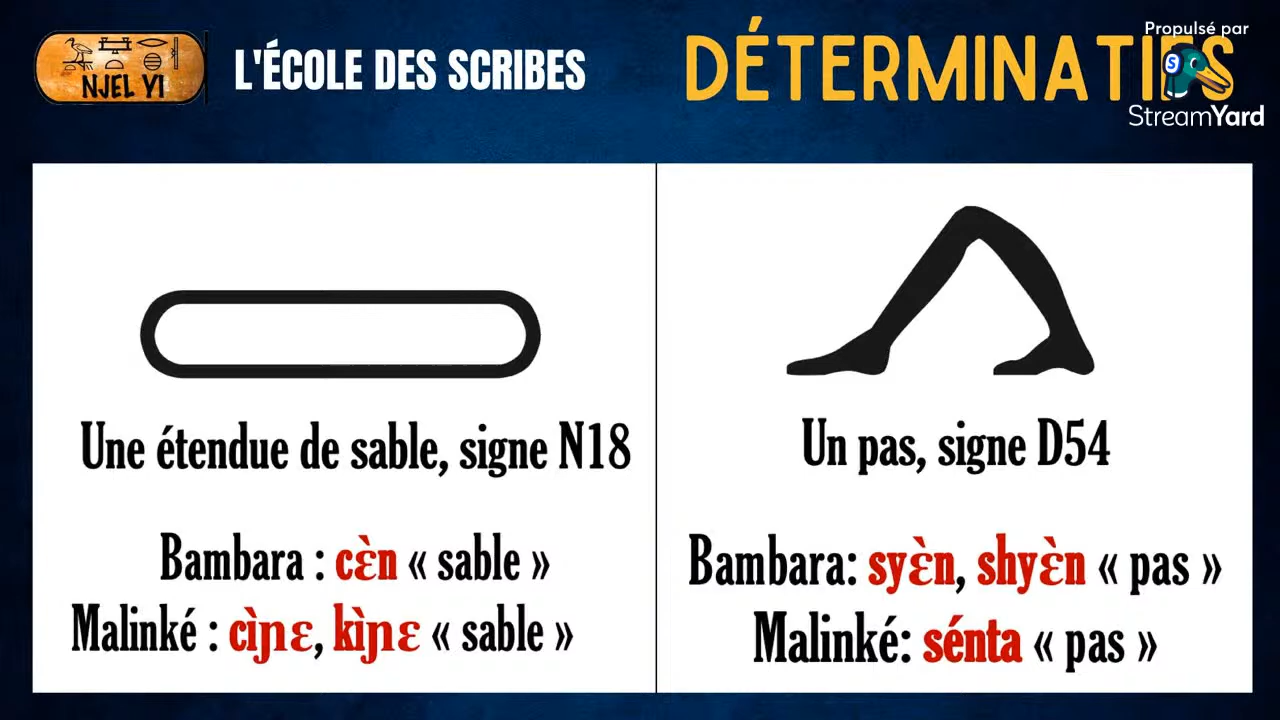 NJEL YI
L'ÉCOLE DES SCRIBES
DÉTERMINATIFS
Propulsé par
StreamYard
Une étendue de sable, signe N18
Bambara : cɛ̀n « sable »
Malinké : cìɲɛ, kìɲɛ « sable »
Un pas, signe D54
Bambara: syɛ̀n, shyɛ̀n « pas »
Malinké: sénta « pas »